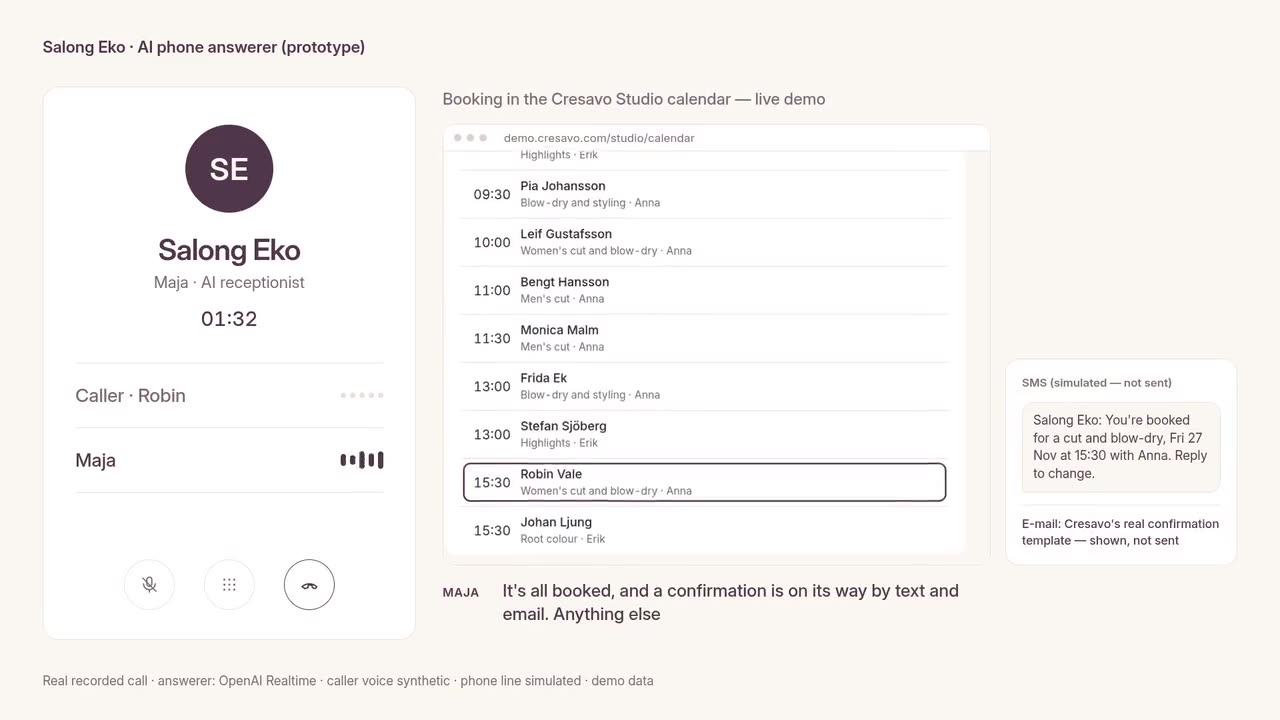 Salong Eko · AI phone answerer (prototype)
SE
Salong Eko
Maja · AI receptionist
01:32
Caller · Robin
Maja
Booking in the Cresavo Studio calendar — live demo
demo.cresavo.com/studio/calendar
Highlights · Erik
09:30 Pia Johansson
Blow-dry and styling · Anna
10:00 Leif Gustafsson
Women's cut and blow-dry · Anna
11:00 Bengt Hansson
Men's cut · Anna
11:30 Monica Malm
Men's cut · Anna
13:00 Frida Ek
Blow-dry and styling · Anna
13:00 Stefan Sjöberg
Highlights · Erik
15:30 Robin Vale
Women's cut and blow-dry · Anna
15:30 Johan Ljung
Root colour · Erik
SMS (simulated — not sent)
Salong Eko: You're booked
for a cut and blow-dry, Fri 27
Nov at 15:30 with Anna. Reply
to change.
E-mail: Cresavo's real confirmation
template — shown, not sent
MAJA It's all booked, and a confirmation is on its way by text and
email. Anything else
Real recorded call · answerer: OpenAI Realtime · caller voice synthetic · phone line simulated · demo data